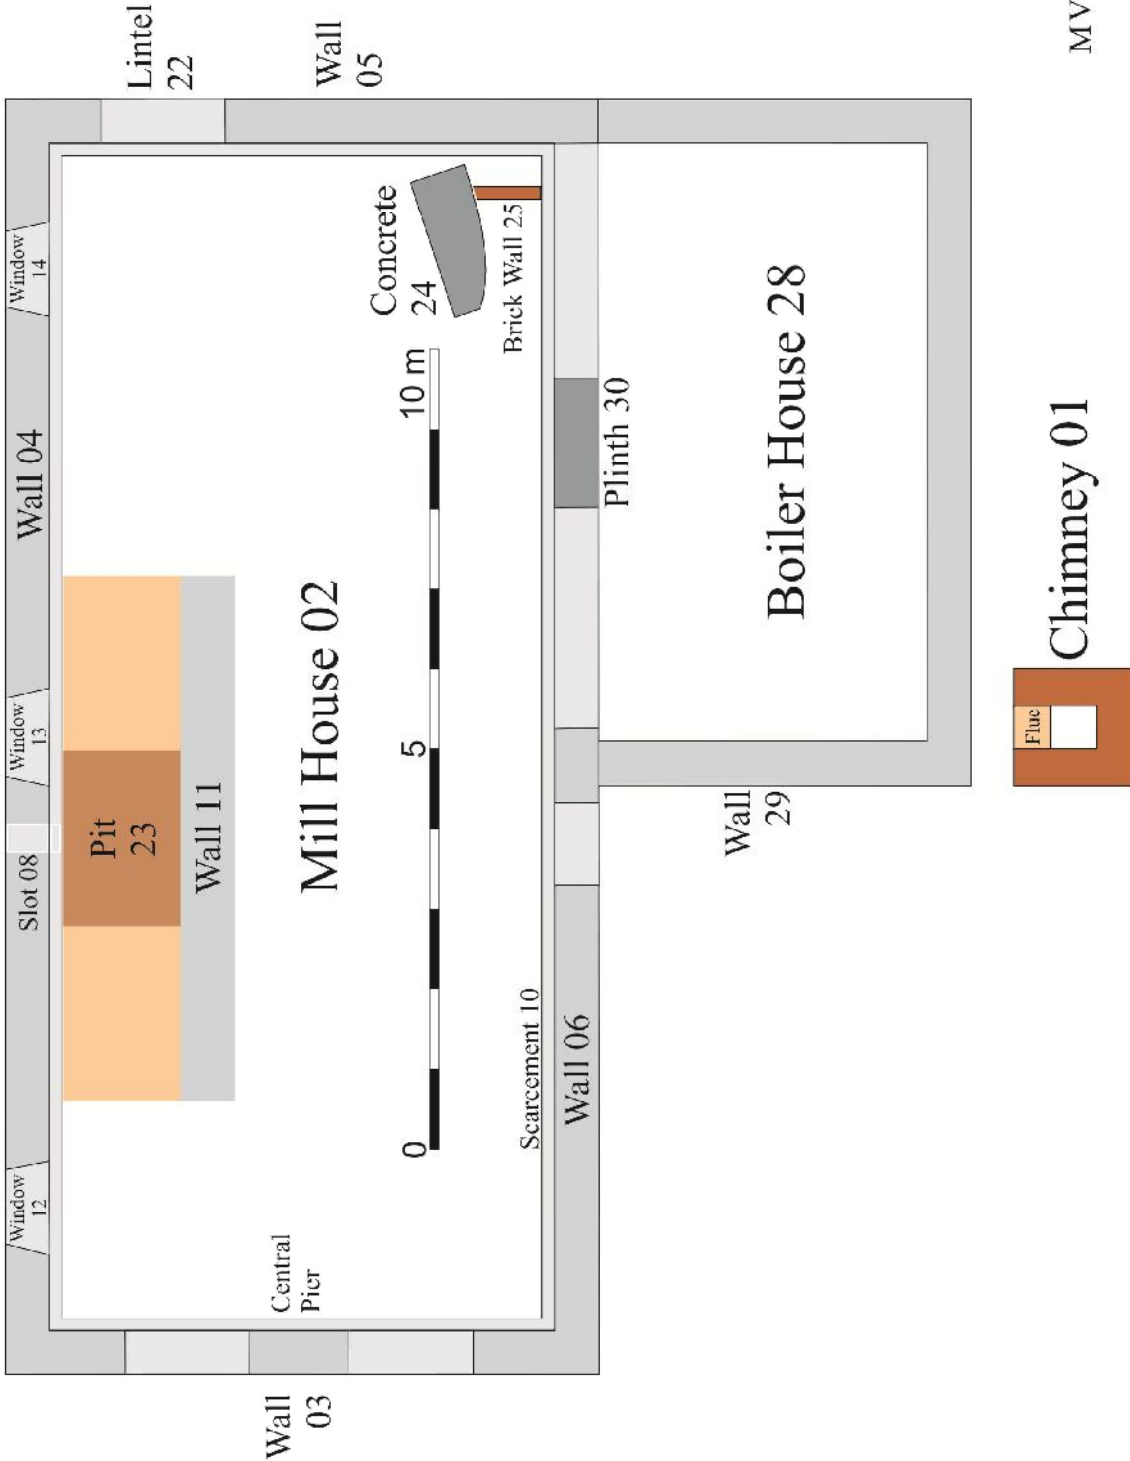 Window
12
Window
13
Window
14
Slot 08
Wall 04
Lintel
22
Wall
05
Pit
23
Wall 11
Central
Pier
Wall
03
Mill House 02
0
5
10 m
Concrete
24
Brick Wall 25
Scarcement 10
Wall 06
Plinth 30
Wall
29
Boiler House 28
Flue
Chimney 01
MV